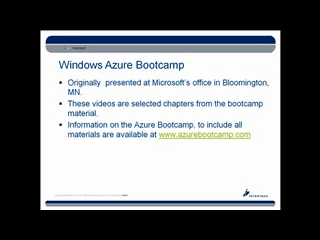 Windows Azure Bootcamp
• Originally presented at Microsoft's office in Bloomington,
MN.
• These videos are selected chapters from the bootcamp
material.
• Information on the Azure Bootcamp, to include all
materials are available at www.azurebootcamp.com
INTERTECH